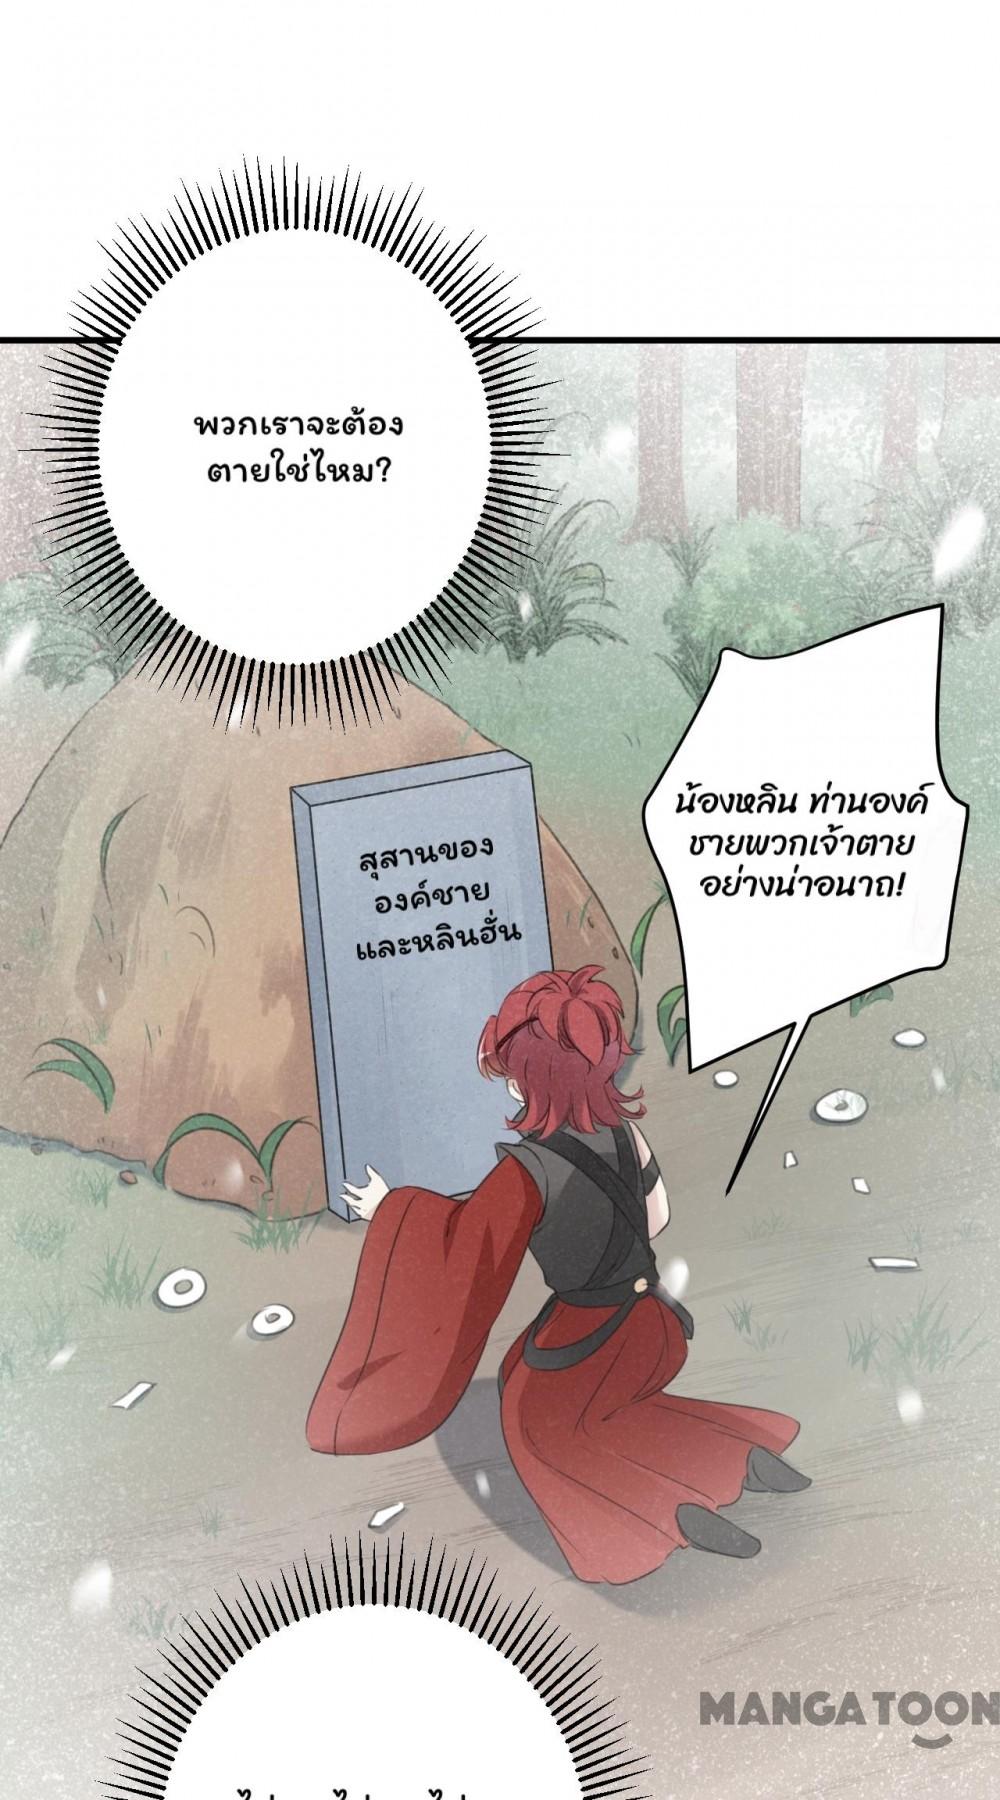 พวกเราจะต้อง
ตายใช่ไหม?
น้องหลิน ท่านองค์
ชายพวกเจ้าตาย
อย่างน่าอนาถ!
สุสานของ
องค์ชาย
และหลินฮั่น
MANGATOON